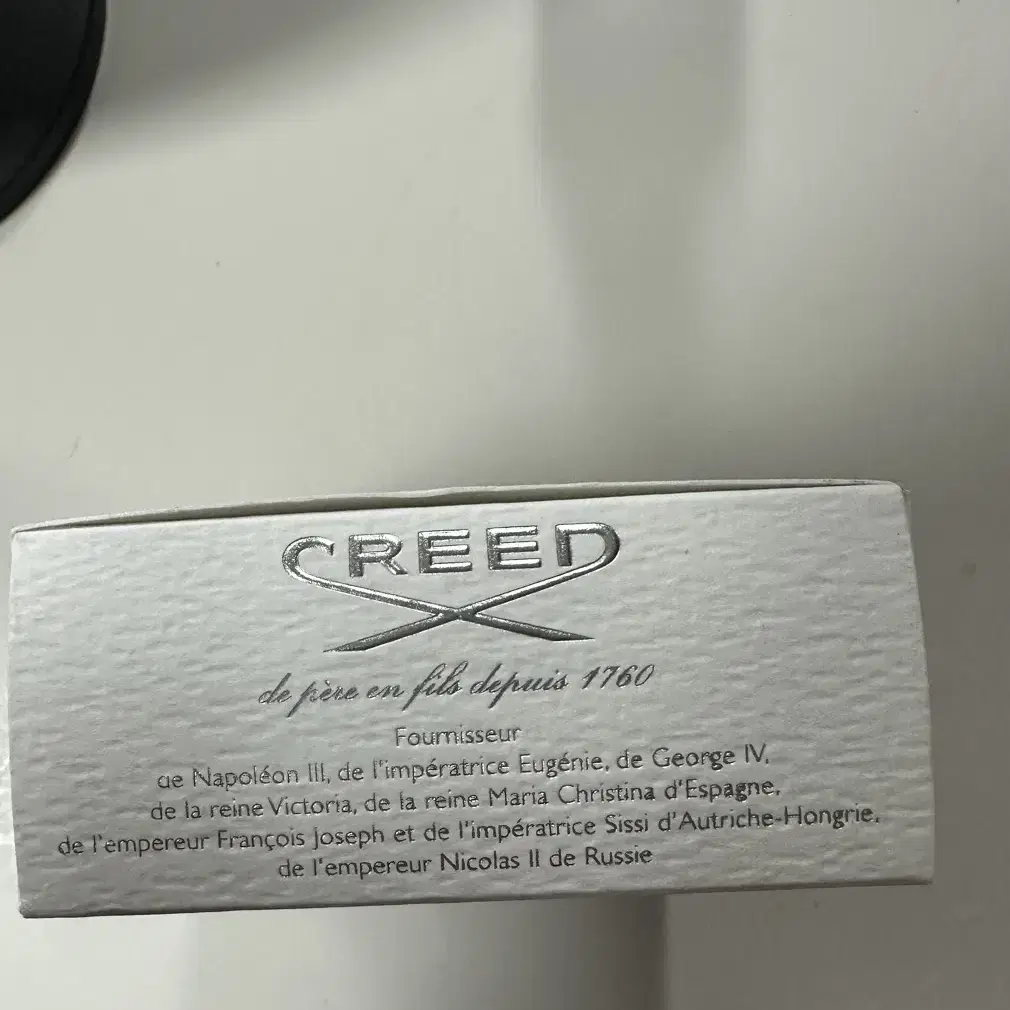 CREED
de père en fils depuis 1760
Fournisseur
de Napoléon III, de l'impératrice Eugénie, de George IV,
de la reine Victoria, de la reine Maria Christina d'Espagne,
de l'empereur François Joseph et de l'impératrice Sissi d'Autriche-Hongrie,
de l'empereur Nicolas II de Russie